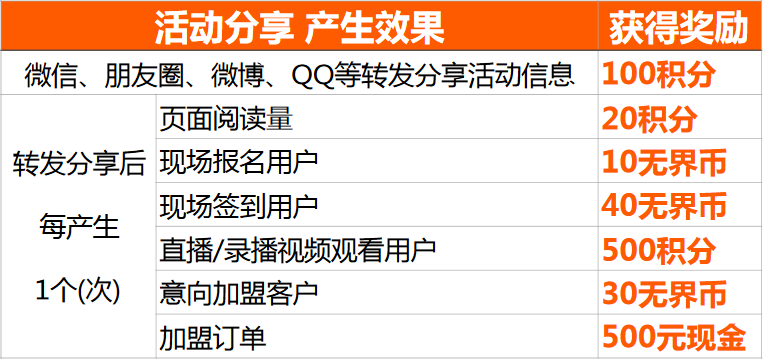 活动分享 产生效果 获得奖励
微信、朋友圈、微博、QQ等转发分享活动信息 100积分
转发分享后
每产生
1个(次)
页面阅读量 20积分
现场报名用户 10无界币
现场签到用户 40无界币
直播/录播视频观看用户 500积分
意向加盟客户 30无界币
加盟订单 500元现金